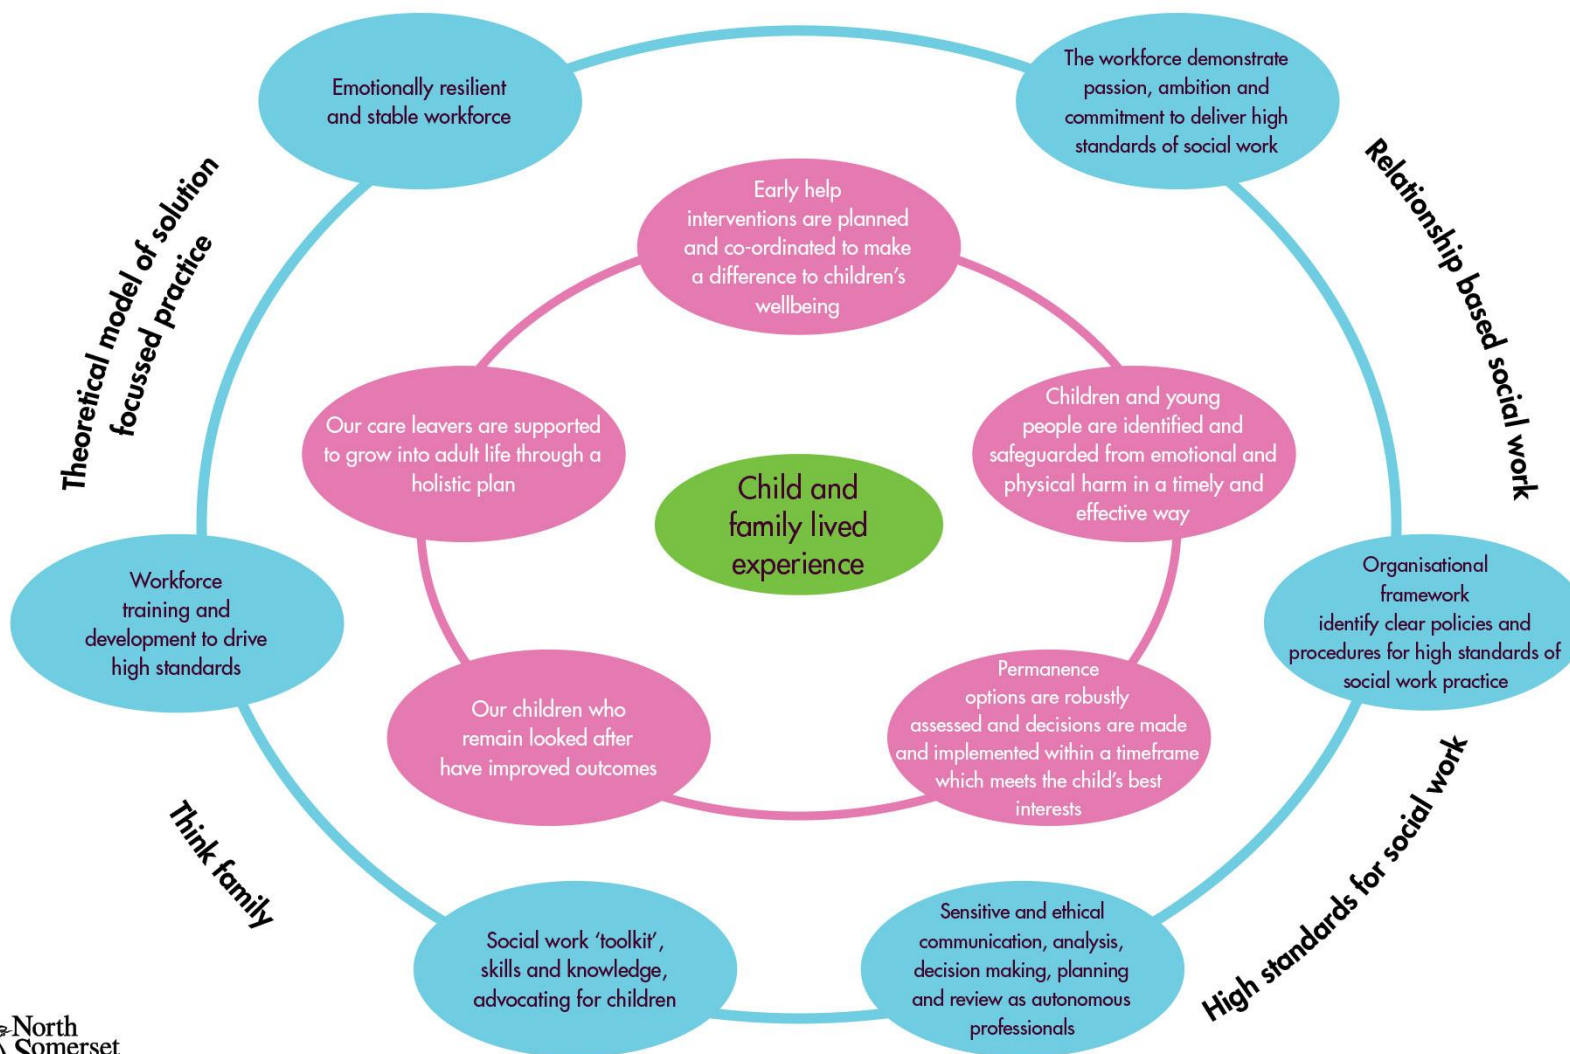 Emotionally resilient
and stable workforce
The workforce demonstrate
passion, ambition and
commitment to deliver high
standards of social work
Theoretical model of solution
focussed practice
Relationship based social work
Early help
interventions are planned
and co-ordinated to make
a difference to children's
wellbeing
Our care leavers are supported
to grow into adult life through a
holistic plan
Children and young
people are identified and
safeguarded from emotional and
physical harm in a timely and
effective way
Child and
family lived
experience
Workforce
training and
development to drive
high standards
Organisational
framework
identify clear policies and
procedures for high standards of
social work practice
Our children who
remain looked after
have improved outcomes
Permanence
options are robustly
assessed and decisions are made
and implemented within a timeframe
which meets the child's best
interests
Think family
High standards for social work
Social work 'toolkit',
skills and knowledge,
advocating for children
Sensitive and ethical
communication, analysis,
decision making, planning
and review as autonomous
professionals
North
Somerset